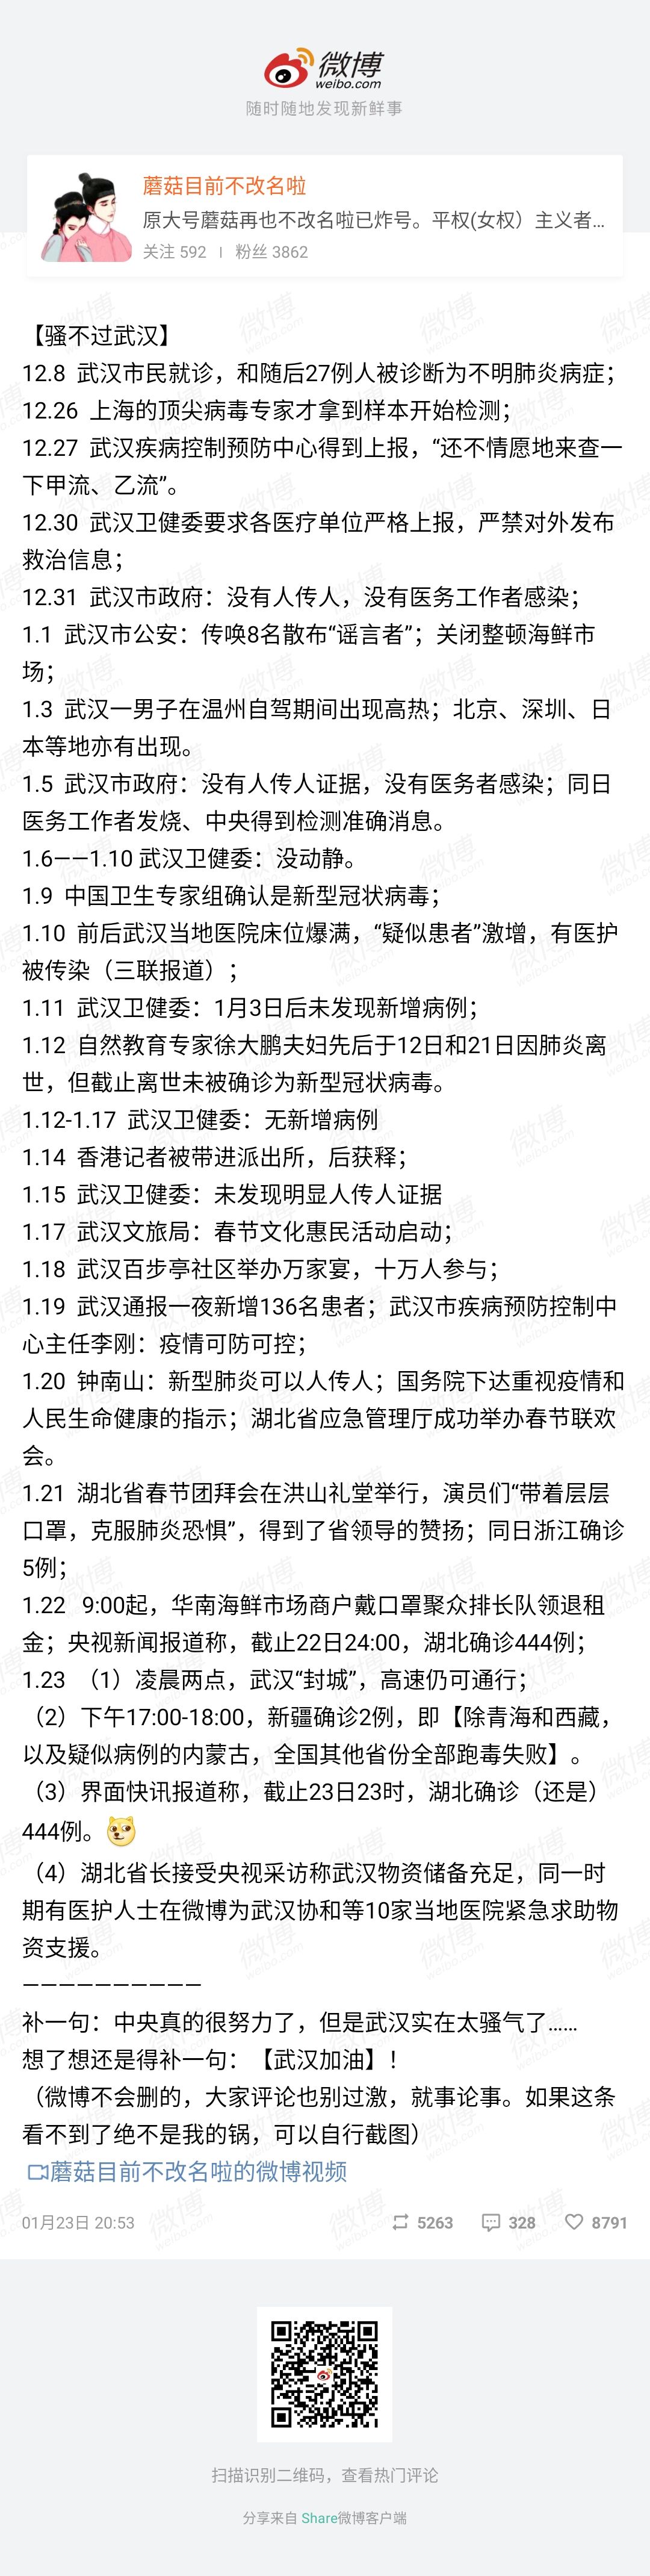 微博
weibo.com
随时随地发现新鲜事
蘑菇目前不改名啦
原大号蘑菇再也不改名啦已炸号。平权(女权）主义者...
关注 592 | 粉丝 3862
【骚不过武汉】
12.8 武汉市民就诊，和随后27例人被诊断为不明肺炎病症；
12.26 上海的顶尖病毒专家才拿到样本开始检测；
12.27 武汉疾病控制预防中心得到上报，“还不情愿地来查一
下甲流、乙流”。
12.30 武汉卫健委要求各医疗单位严格上报，严禁对外发布
救治信息；
12.31 武汉市政府：没有人传人，没有医务工作者感染；
1.1 武汉市公安：传唤8名散布“谣言者”；关闭整顿海鲜市
场；
1.3 武汉一男子在温州自驾期间出现高热；北京、深圳、日
本等地亦有出现。
1.5 武汉市政府：没有人传人证据，没有医务者感染；同日
医务工作者发烧、中央得到检测准确消息。
1.6——1.10 武汉卫健委：没动静。
1.9 中国卫生专家组确认是新型冠状病毒；
1.10 前后武汉当地医院床位爆满，“疑似患者”激增，有医护
被传染（三联报道）；
1.11 武汉卫健委：1月3日后未发现新增病例；
1.12 自然教育专家徐大鹏夫妇先后于12日和21日因肺炎离
世，但截止离世未被确诊为新型冠状病毒。
1.12-1.17 武汉卫健委：无新增病例
1.14 香港记者被带进派出所，后获释；
1.15 武汉卫健委：未发现明显人传人证据
1.17 武汉文旅局：春节文化惠民活动启动；
1.18 武汉百步亭社区举办万家宴，十万人参与；
1.19 武汉通报一夜新增136名患者；武汉市疾病预防控制中
心主任李刚：疫情可防可控；
1.20 钟南山：新型肺炎可以人传人；国务院下达重视疫情和
人民生命健康的指示；湖北省应急管理厅成功举办春节联欢
会。
1.21 湖北省春节团拜会在洪山礼堂举行，演员们“带着层层
口罩，克服肺炎恐惧”，得到了省领导的赞扬；同日浙江确诊
5例；
1.22 9:00起，华南海鲜市场商户戴口罩聚众排长队领退租
金；央视新闻报道称，截止22日24:00，湖北确诊444例；
1.23 （1）凌晨两点，武汉“封城”，高速仍可通行；
（2）下午17:00-18:00，新疆确诊2例，即【除青海和西藏，
以及疑似病例的内蒙古，全国其他省份全部跑毒失败】。
（3）界面快讯报道称，截止23日23时，湖北确诊（还是）
444例。
（4）湖北省长接受央视采访称武汉物资储备充足，同一时
期有医护人士在微博为武汉协和等10家当地医院紧急求助物
资支援。
——————————
补一句：中央真的很努力了，但是武汉实在太骚气了......
想了想还是得补一句：【武汉加油】！
（微博不会删的，大家评论也别过激，就事论事。如果这条
看不到了绝不是我的锅，可以自行截图）
蘑菇目前不改名啦的微博视频
01月23日 20:53 5263 328 8791
扫描识别二维码，查看热门评论
分享来自 Share微博客户端